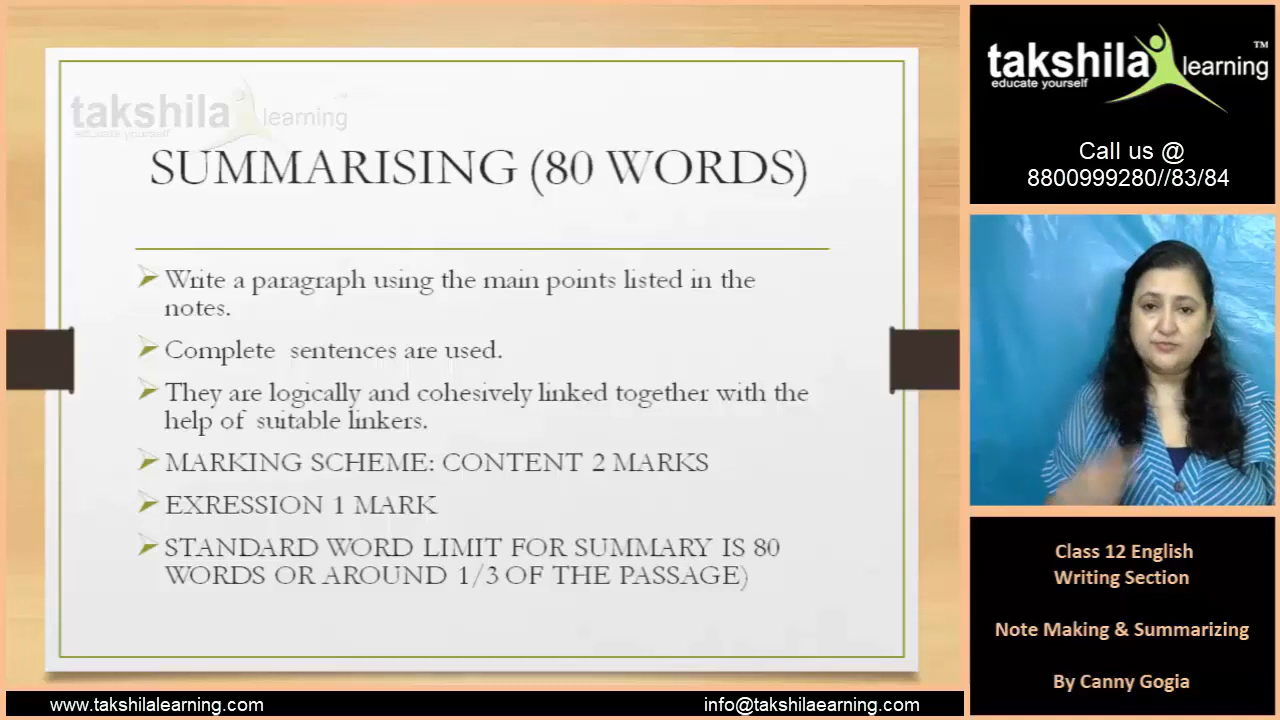 takshila learning
educate yourself
SUMMARISING (80 WORDS)
Write a paragraph using the main points listed in the
notes.
Complete sentences are used.
They are logically and cohesively linked together with the
help of suitable linkers.
MARKING SCHEME: CONTENT 2 MARKS
EXRESSION 1 MARK
STANDARD WORD LIMIT FOR SUMMARY IS 80
WORDS OR AROUND 1/3 OF THE PASSAGE)
www.takshilalearning.com
info@takshilaearning.com
takshila learning TM
educate yourself
Call us @
8800999280//83/84
Class 12 English
Writing Section
Note Making & Summarizing
By Canny Gogia